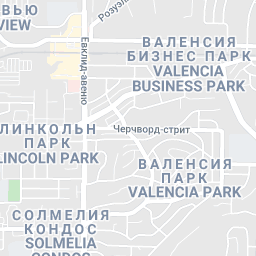 ВЬЮ
VIEW
Розуэл
Евклид-авеню
ВАЛЕНСИЯ
БИЗНЕС ПАРК
VALENCIA
BUSINESS PARK
ЛИНКОЛЬН
ПАРК
LINCOLN PARK
Черчворд-стрит
ВАЛЕНСИЯ
ПАРК
VALENCIA PARK
СОЛМЕЛИЯ
КОНДОС
SOLMELIA
CONDOS